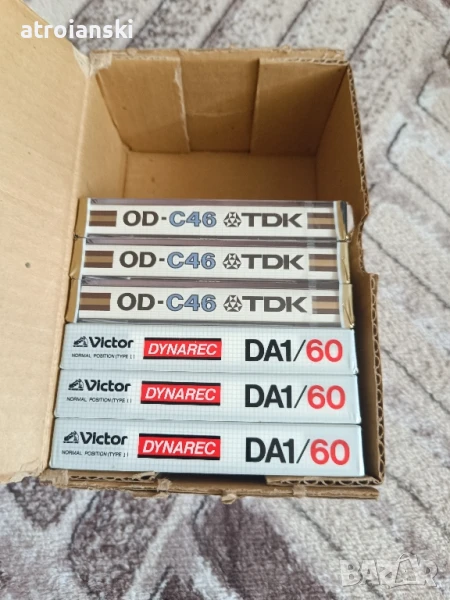 atroianski
OD-C46 TDK
OD-C46 TDK
OD-C46 TDK
Victor DYNAREC DA1/60
NORMAL POSITION (TYPE I)
Victor DYNAREC DA1/60
NORMAL POSITION (TYPE I)
Victor DYNAREC DA1/60
NORMAL POSITION (TYPE I)
BAZAR